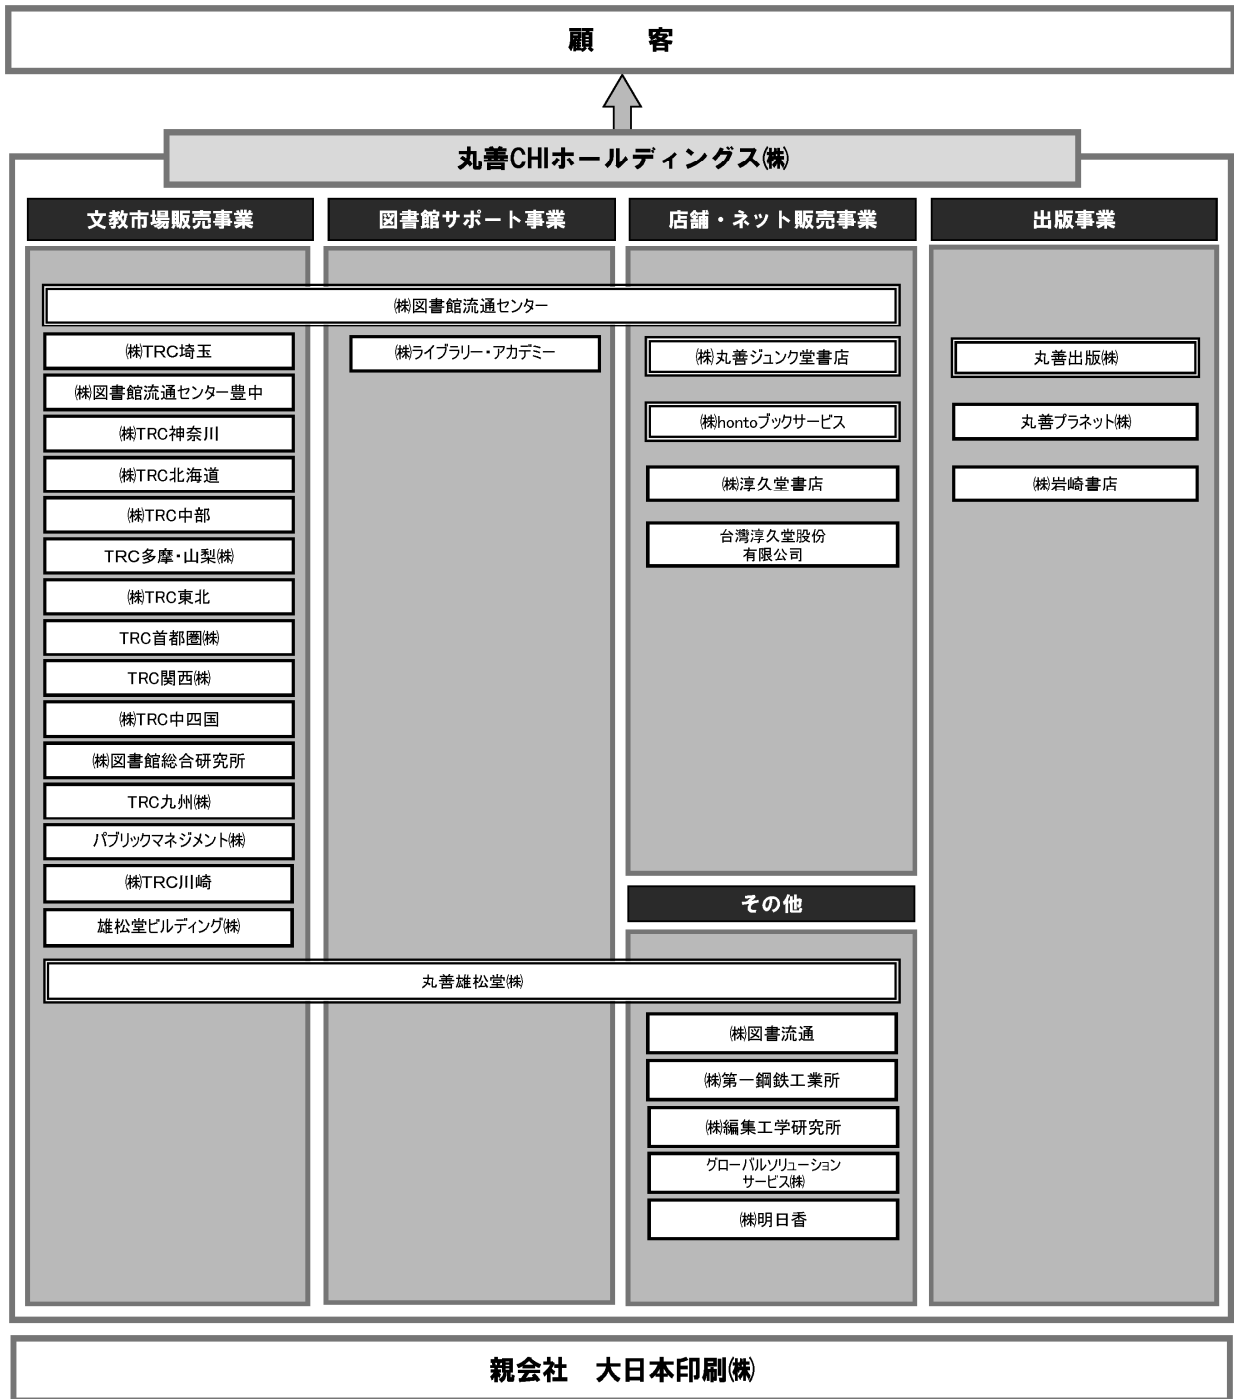 顧　客
丸善CHIホールディングス㈱
文教市場販売事業
図書館サポート事業
店舗・ネット販売事業
出版事業
㈱図書館流通センター
㈱TRC埼玉
㈱図書館流通センター豊中
㈱TRC神奈川
㈱TRC北海道
㈱TRC中部
TRC多摩・山梨㈱
㈱TRC東北
TRC首都圏㈱
TRC関西㈱
㈱TRC中四国
㈱図書館総合研究所
TRC九州㈱
パブリックマネジメント㈱
㈱TRC川崎
雄松堂ビルディング㈱
㈱ライブラリー・アカデミー
㈱丸善ジュンク堂書店
㈱hontoブックサービス
㈱淳久堂書店
台灣淳久堂股份
有限公司
丸善出版㈱
丸善プラネット㈱
㈱岩崎書店
その他
丸善雄松堂㈱
㈱図書流通
㈱第一鋼鉄工業所
㈱編集工学研究所
グローバルソリューション
サービス㈱
㈱明日香
親会社　大日本印刷㈱